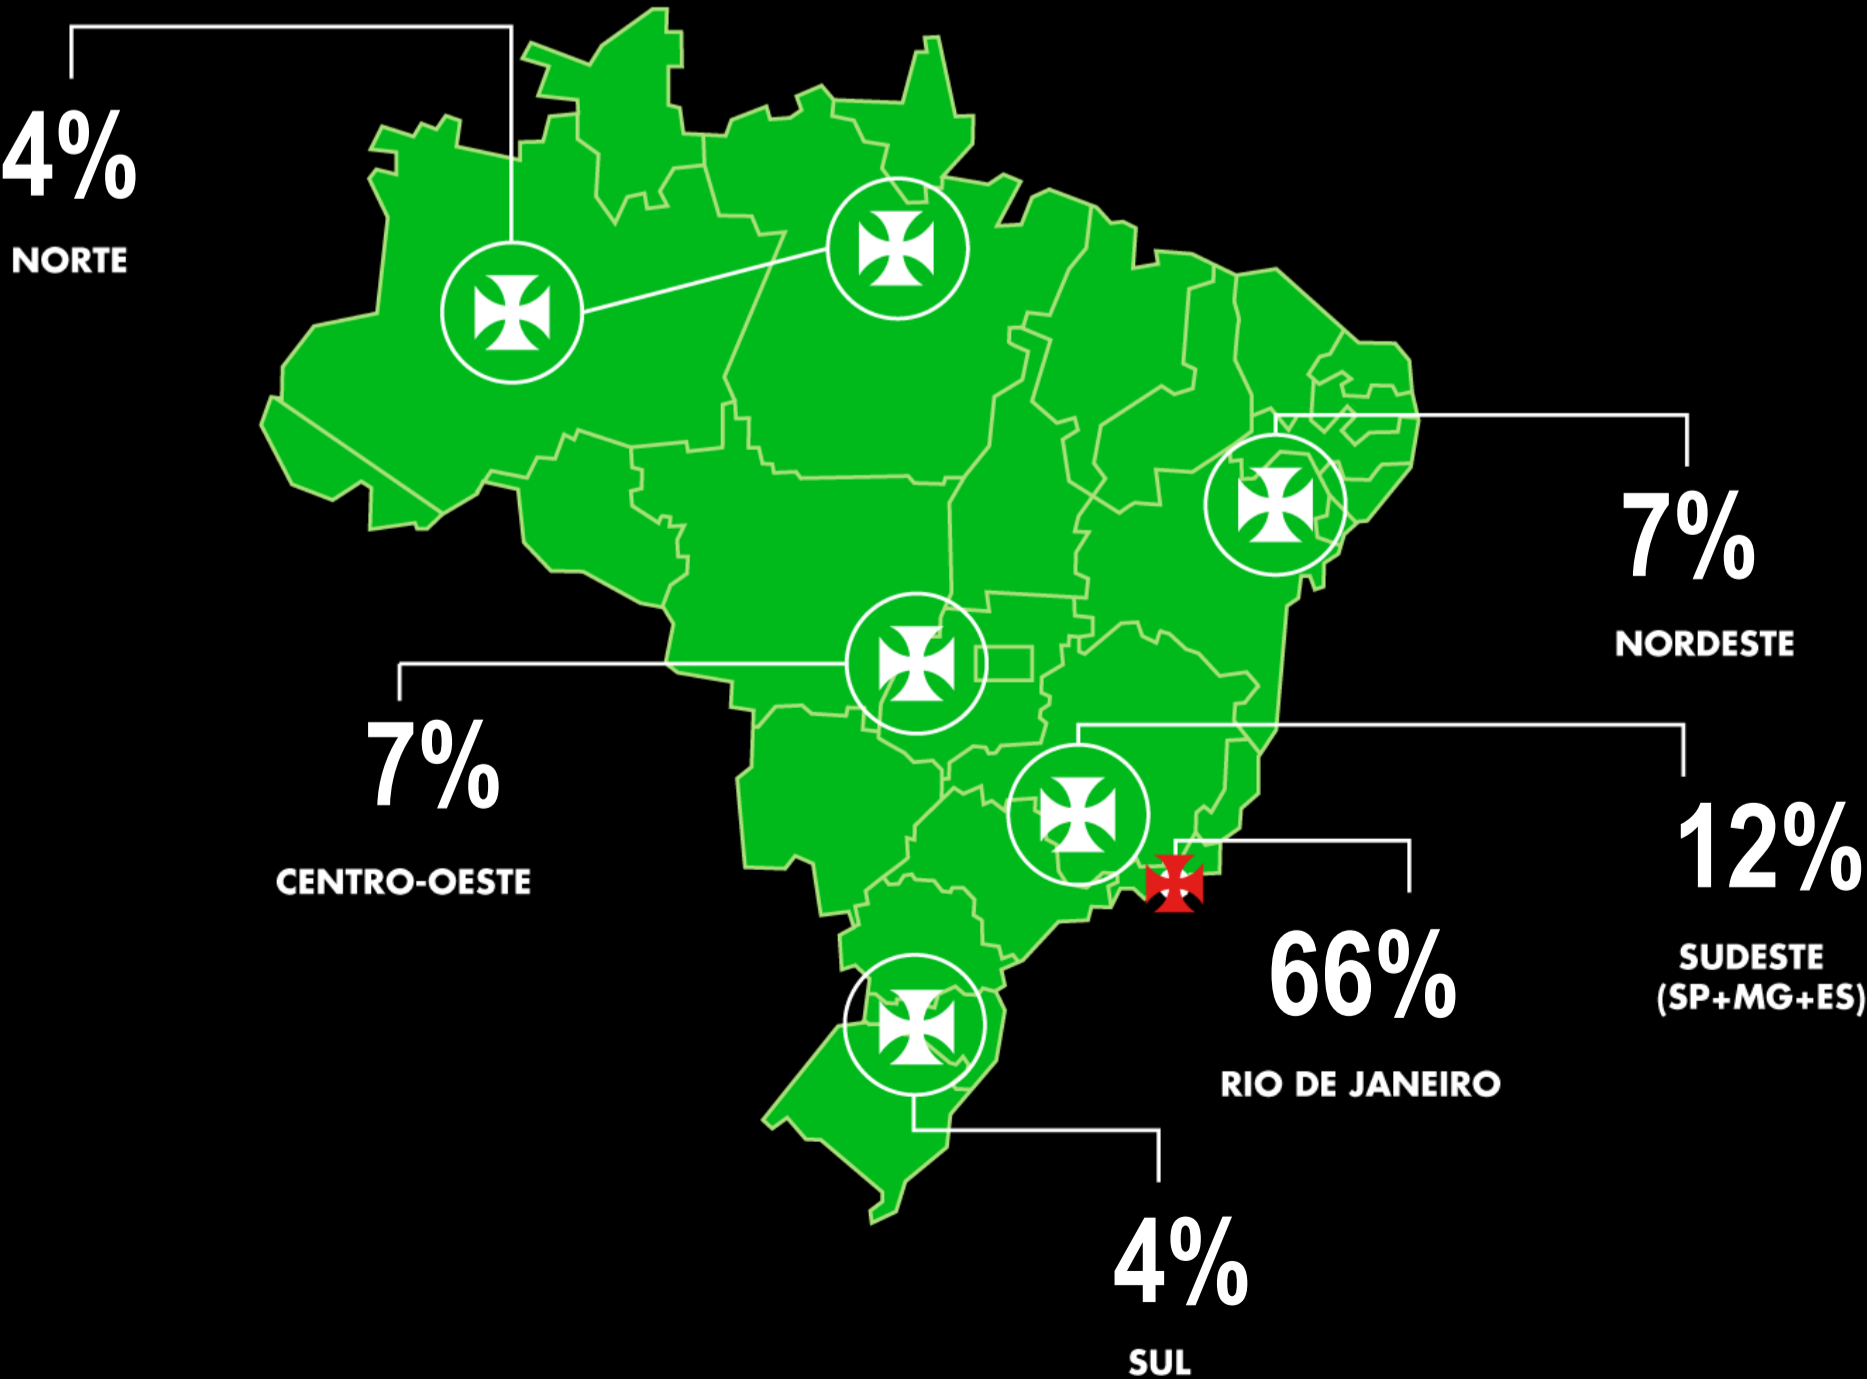 4%
NORTE
7%
NORDESTE
7%
CENTRO-OESTE
12%
SUDESTE
(SP+MG+ES)
66%
RIO DE JANEIRO
4%
SUL